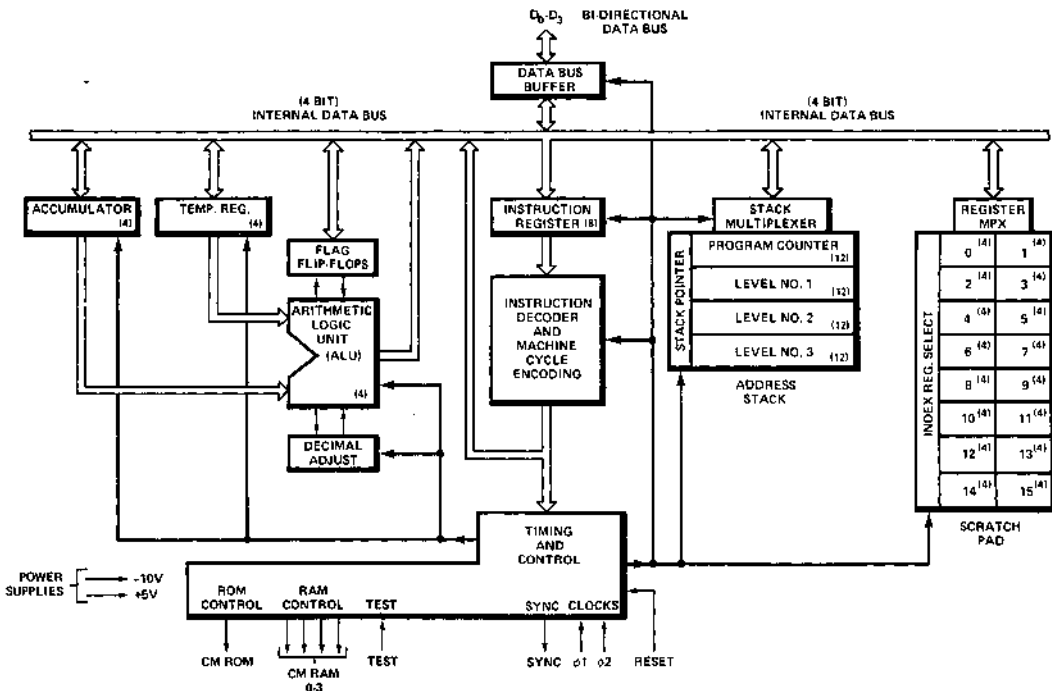 D0-D3 BI-DIRECTIONAL
DATA BUS
DATA BUS
BUFFER
(4 BIT)
INTERNAL DATA BUS
(4 BIT)
INTERNAL DATA BUS
ACCUMULATOR
(4)
TEMP. REG.
(4)
INSTRUCTION
REGISTER (8)
STACK
MULTIPLEXER
REGISTER
MPX
FLAG
FLIP-FLOPS
ARITHMETIC
LOGIC
UNIT
(ALU)
(4)
DECIMAL
ADJUST
INSTRUCTION
DECODER
AND
MACHINE
CYCLE
ENCODING
STACK POINTER
PROGRAM COUNTER
(12)
LEVEL NO. 1
(12)
LEVEL NO. 2
(12)
LEVEL NO. 3
(12)
ADDRESS
STACK
INDEX REG. SELECT
0 (4) 1 (4)
2 (4) 3 (4)
4 (4) 5 (4)
6 (4) 7 (4)
8 (4) 9 (4)
10 (4) 11 (4)
12 (4) 13 (4)
14 (4) 15 (4)
SCRATCH
PAD
TIMING
AND
CONTROL
POWER
SUPPLIES
-10V
+5V
ROM
CONTROL
RAM
CONTROL
TEST
SYNC
CLOCKS
CM ROM
CM RAM
0-3
TEST
SYNC
ϕ1
ϕ2
RESET